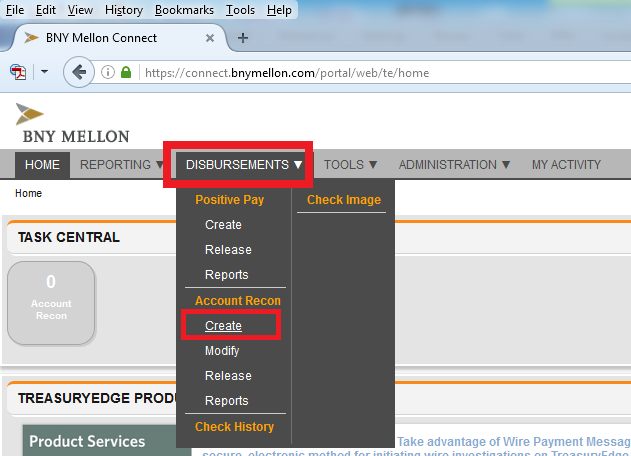 File Edit View History Bookmarks Tools Help
BNY Mellon Connect × +
https://connect.bnymellon.com/portal/web/te/home
BNY MELLON
HOME REPORTING ▼ DISBURSEMENTS ▼ TOOLS ▼ ADMINISTRATION ▼ MY ACTIVITY
Home
Positive Pay Check Image
Create
Release
Reports
Account Recon
Create
Modify
Release
Reports
Check History
TASK CENTRAL
0
Account
Recon
TREASURYEDGE PRODU
Product Services
Take advantage of Wire Payment Messag
secure, electronic method for initiating wire investigations on TreasuryEdge